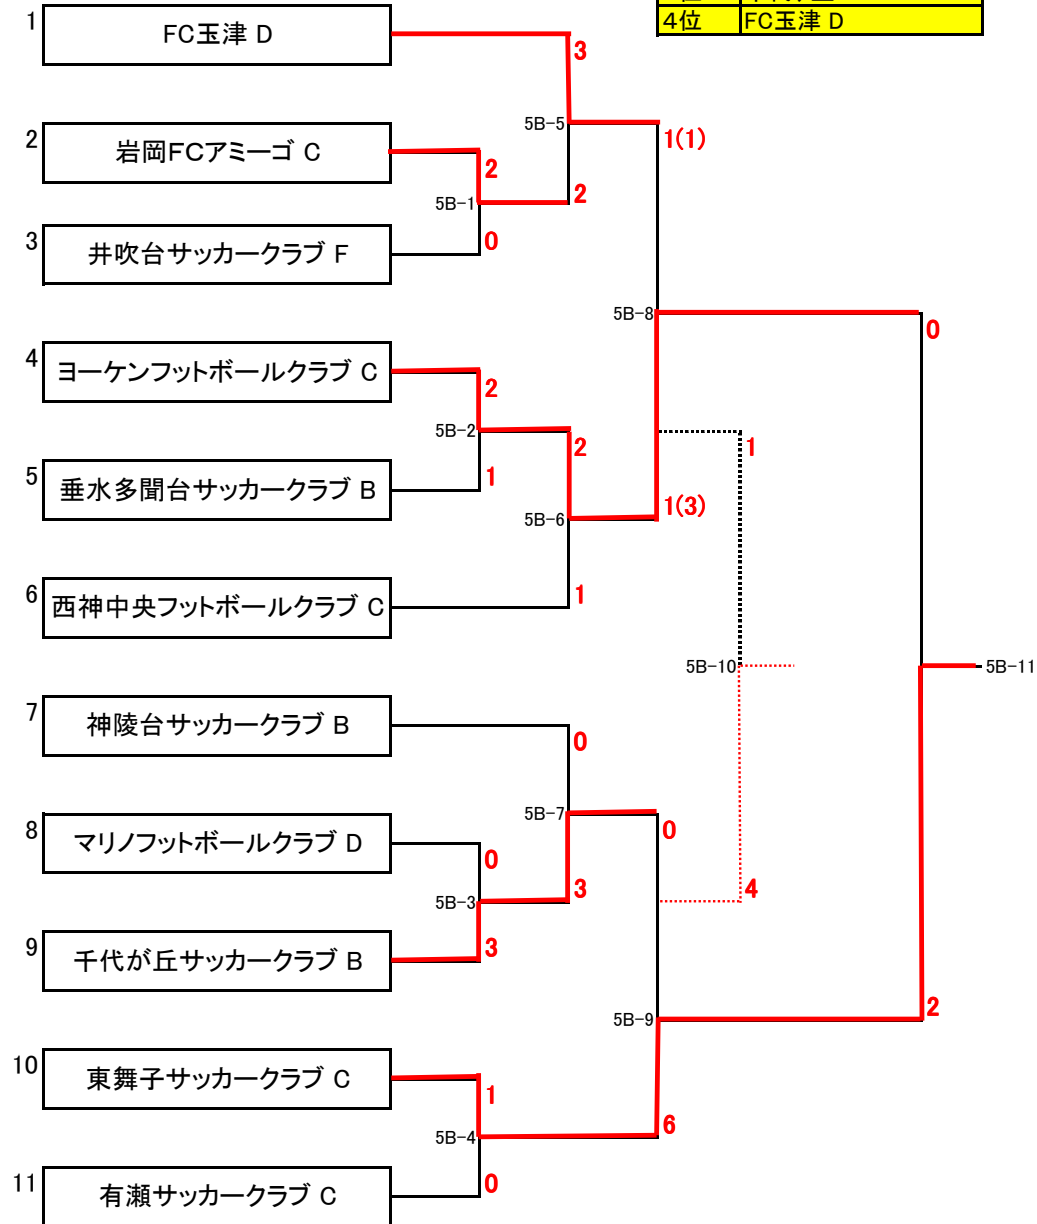 4位 FC玉津 D
1 FC玉津 D
3
5B-5
1(1)
2 岩岡FCアミーゴ C
2
5B-1
2
3 井吹台サッカークラブ F
0
5B-8
0
4 ヨーケンフットボールクラブ C
2
5B-2
2
1
5 垂水多聞台サッカークラブ B
1
5B-6
1(3)
6 西神中央フットボールクラブ C
1
5B-10
5B-11
7 神陵台サッカークラブ B
0
5B-7
0
8 マリノフットボールクラブ D
0
5B-3
3
4
9 千代が丘サッカークラブ B
3
5B-9
2
10 東舞子サッカークラブ C
1
5B-4
6
11 有瀬サッカークラブ C
0